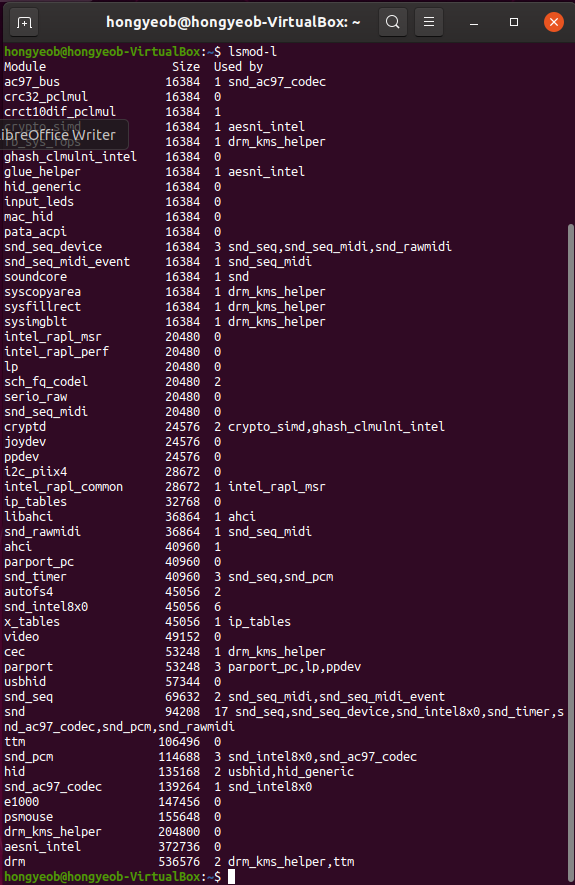 hongyeob@hongyeob-VirtualBox: ~
hongyeob@hongyeob-VirtualBox:~$ lsmod-l
Module                  Size  Used by
ac97_bus               16384  1 snd_ac97_codec
crc32_pclmul           16384  0
crct10dif_pclmul       16384  1
crypto_simd            16384  1 aesni_intel
ibreOffice Writer
fb_sys_fops            16384  1 drm_kms_helper
ghash_clmulni_intel    16384  0
glue_helper            16384  1 aesni_intel
hid_generic            16384  0
input_leds             16384  0
mac_hid                16384  0
pata_acpi              16384  0
snd_seq_device         16384  3 snd_seq,snd_seq_midi,snd_rawmidi
snd_seq_midi_event     16384  1 snd_seq_midi
soundcore              16384  1 snd
syscopyarea            16384  1 drm_kms_helper
sysfillrect            16384  1 drm_kms_helper
sysimgblt              16384  1 drm_kms_helper
intel_rapl_msr         20480  0
intel_rapl_perf        20480  0
lp                     20480  0
sch_fq_codel           20480  2
serio_raw              20480  0
snd_seq_midi           20480  0
cryptd                 24576  2 crypto_simd,ghash_clmulni_intel
joydev                 24576  0
ppdev                  24576  0
i2c_piix4              28672  0
intel_rapl_common      28672  1 intel_rapl_msr
ip_tables              32768  0
libahci                36864  1 ahci
snd_rawmidi            36864  1 snd_seq_midi
ahci                   40960  1
parport_pc             40960  0
snd_timer              40960  3 snd_seq,snd_pcm
autofs4                45056  2
snd_intel8x0           45056  6
x_tables               45056  1 ip_tables
video                  49152  0
cec                    53248  1 drm_kms_helper
parport                53248  3 parport_pc,lp,ppdev
usbhid                 57344  0
snd_seq                69632  2 snd_seq_midi,snd_seq_midi_event
snd                    94208  17 snd_seq,snd_seq_device,snd_intel8x0,snd_timer,s
nd_ac97_codec,snd_pcm,snd_rawmidi
ttm                   106496  0
snd_pcm               114688  3 snd_intel8x0,snd_ac97_codec
hid                   135168  2 usbhid,hid_generic
snd_ac97_codec        139264  1 snd_intel8x0
e1000                 147456  0
psmouse               155648  0
drm_kms_helper        204800  0
aesni_intel           372736  0
drm                   536576  2 drm_kms_helper,ttm
hongyeob@hongyeob-VirtualBox:~$